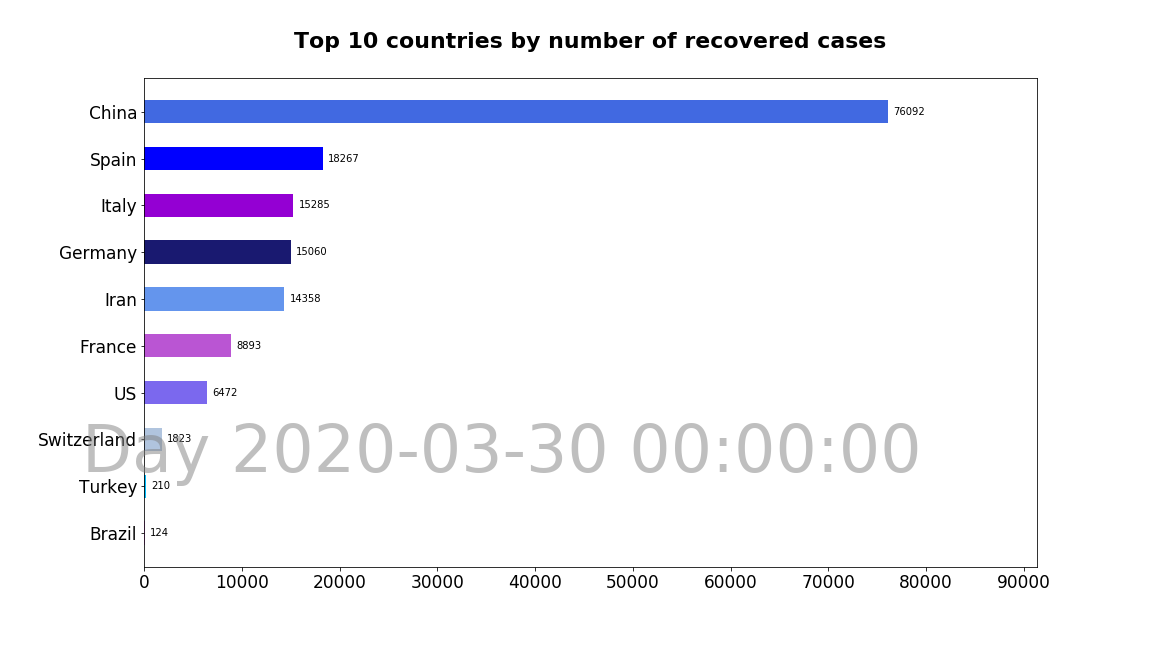 Top 10 countries by number of recovered cases
China 76092
Spain 18267
Italy 15285
Germany 15060
Iran 14358
France 8893
US 6472
Switzerland 1823
Day 2020-03-30 00:00:00
Turkey 210
Brazil 124
0 10000 20000 30000 40000 50000 60000 70000 80000 90000